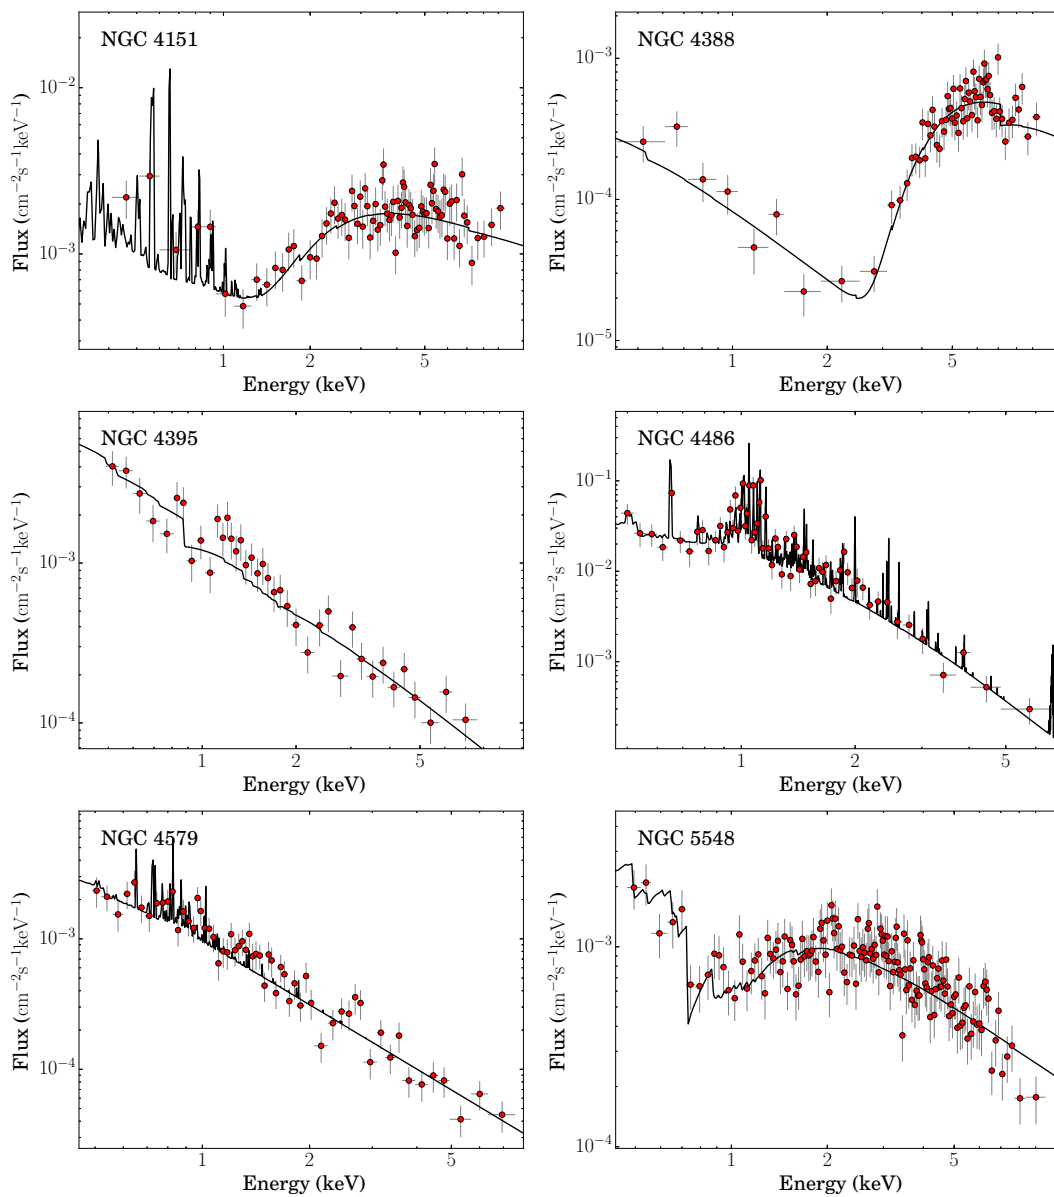 NGC 4151
10⁻²
10⁻³
Flux (cm⁻²s⁻¹keV⁻¹)
1
2
5
Energy (keV)
NGC 4388
10⁻³
10⁻⁴
10⁻⁵
Flux (cm⁻²s⁻¹keV⁻¹)
1
2
5
Energy (keV)
NGC 4395
10⁻³
10⁻⁴
Flux (cm⁻²s⁻¹keV⁻¹)
1
2
5
Energy (keV)
NGC 4486
10⁻¹
10⁻²
10⁻³
Flux (cm⁻²s⁻¹keV⁻¹)
1
2
5
Energy (keV)
NGC 4579
10⁻³
10⁻⁴
Flux (cm⁻²s⁻¹keV⁻¹)
1
2
5
Energy (keV)
NGC 5548
10⁻³
10⁻⁴
Flux (cm⁻²s⁻¹keV⁻¹)
1
2
5
Energy (keV)